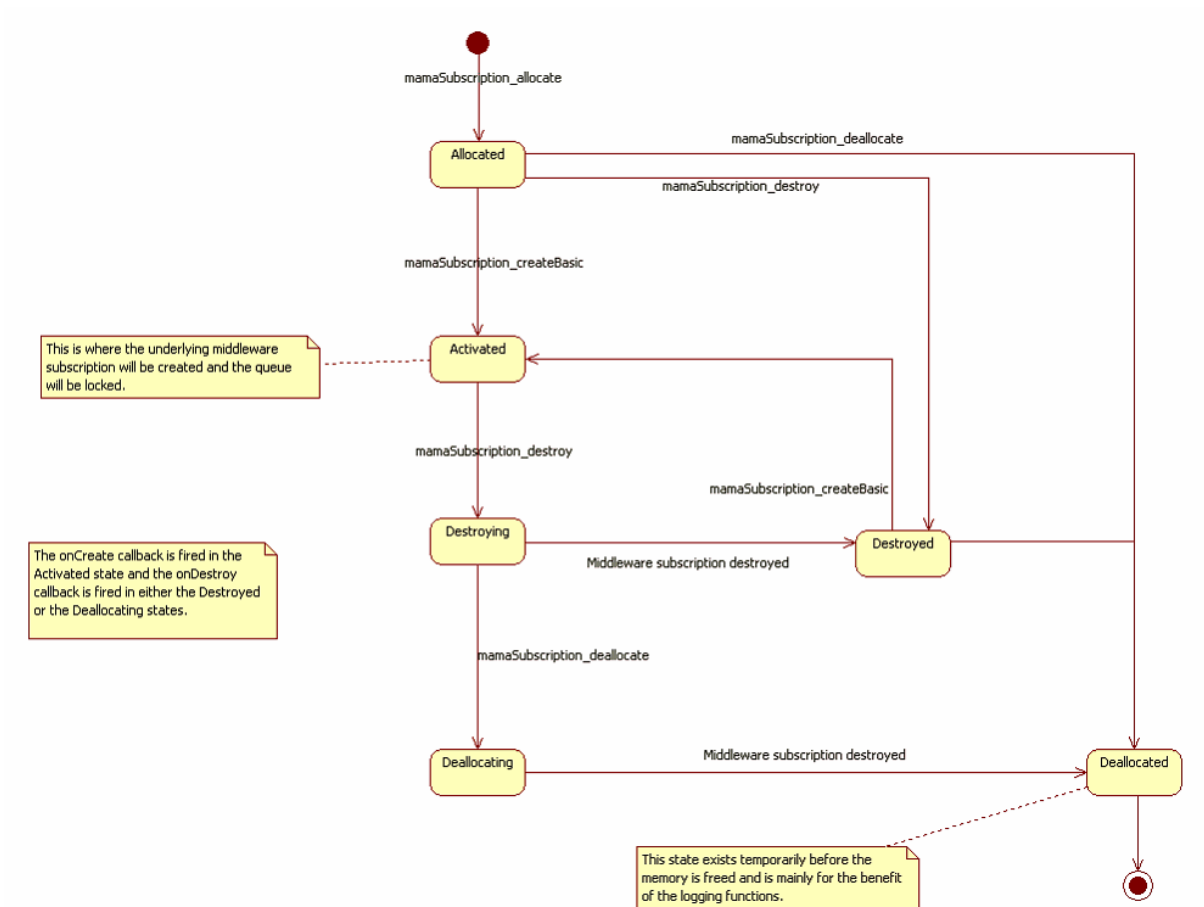 mamaSubscription_allocate
mamaSubscription_deallocate
Allocated
mamaSubscription_destroy
mamaSubscription_createBasic
This is where the underlying middleware
subscription will be created and the queue
will be locked.
Activated
mamaSubscription_destroy
mamaSubscription_createBasic
Destroying
Destroyed
The onCreate callback is fired in the
Activated state and the onDestroy
callback is fired in either the Destroyed
or the Deallocating states.
Middleware subscription destroyed
mamaSubscription_deallocate
Deallocating
Middleware subscription destroyed
Deallocated
This state exists temporarily before the
memory is freed and is mainly for the benefit
of the logging functions.